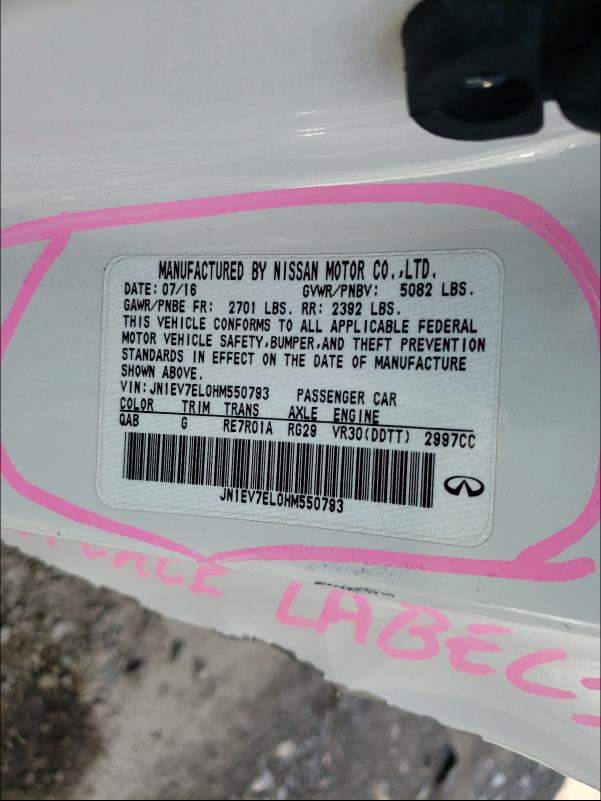 MANUFACTURED BY NISSAN MOTOR CO.,LTD.
DATE: 07/16 GVWR/PNBV: 5082 LBS.
GAWR/PNBE FR: 2701 LBS. RR: 2392 LBS.
THIS VEHICLE CONFORMS TO ALL APPLICABLE FEDERAL
MOTOR VEHICLE SAFETY,BUMPER,AND THEFT PREVENTION
STANDARDS IN EFFECT ON THE DATE OF MANUFACTURE
SHOWN ABOVE.
VIN:JN1EV7EL0HM550793 PASSENGER CAR
COLOR TRIM TRANS AXLE ENGINE
QAB G RE7R01A RG29 VR30(DDTT) 2997CC
JN1EV7EL0HM550793
LABEL